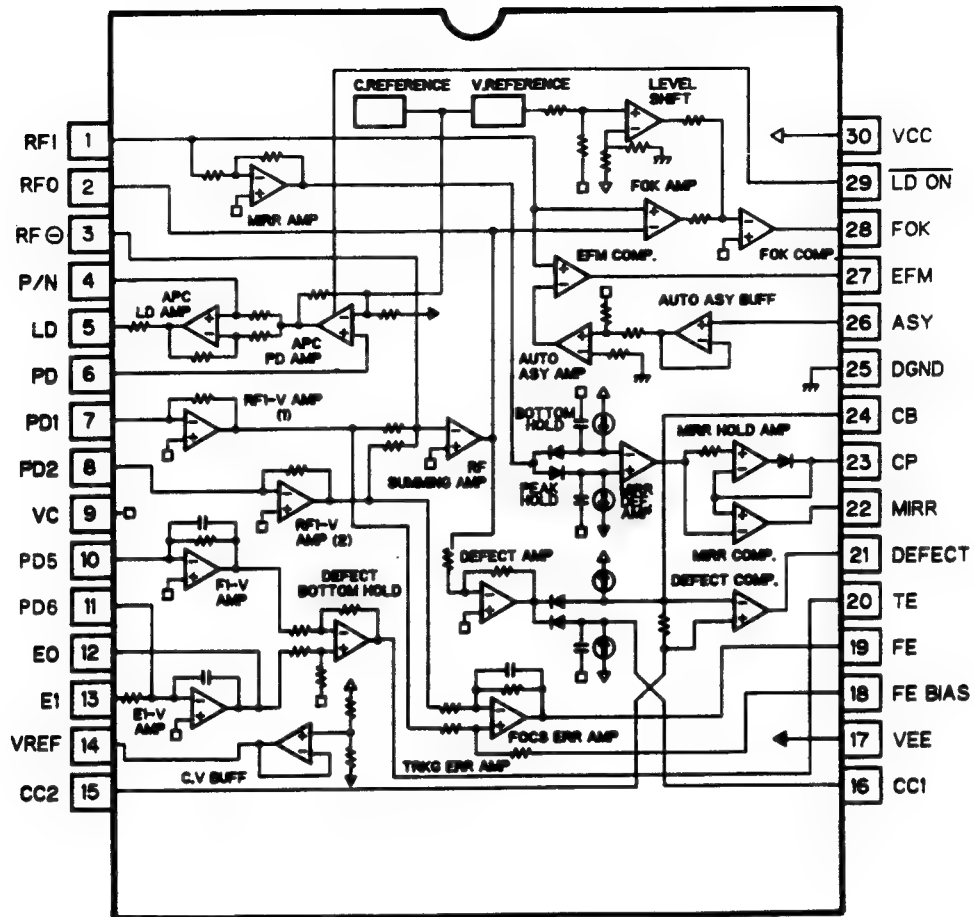 C.REFERENCE V.REFERENCE LEVEL
SHIFT
RF1 1
30 VCC
RFO 2
MIRR AMP
FOK AMP
29 LD ON
RF⊖ 3
EFM COMP.
FOK COMP.
28 FOK
P/N 4
APC
LD AMP
27 EFM
LD 5
APC
PD AMP
AUTO ASY BUFF
26 ASY
PD 6
AUTO
ASY AMP
25 DGND
PD1 7
RF1-V AMP
(1)
BOTTOM
HOLD
24 CB
PD2 8
RF
SUMMING AMP
PEAK
HOLD
MIRR
DEF.
AMP
MIRR HOLD AMP
23 CP
VC 9
RF1-V
AMP (2)
22 MIRR
PD5 10
F1-V
AMP
DEFECT AMP
MIRR COMP.
DEFECT COMP.
21 DEFECT
PD6 11
DEFECT
BOTTOM HOLD
20 TE
EO 12
19 FE
E1 13
E1-V
AMP
FOCS ERR AMP
18 FE BIAS
VREF 14
C.V BUFF
TRKG ERR AMP
17 VEE
CC2 15
16 CC1